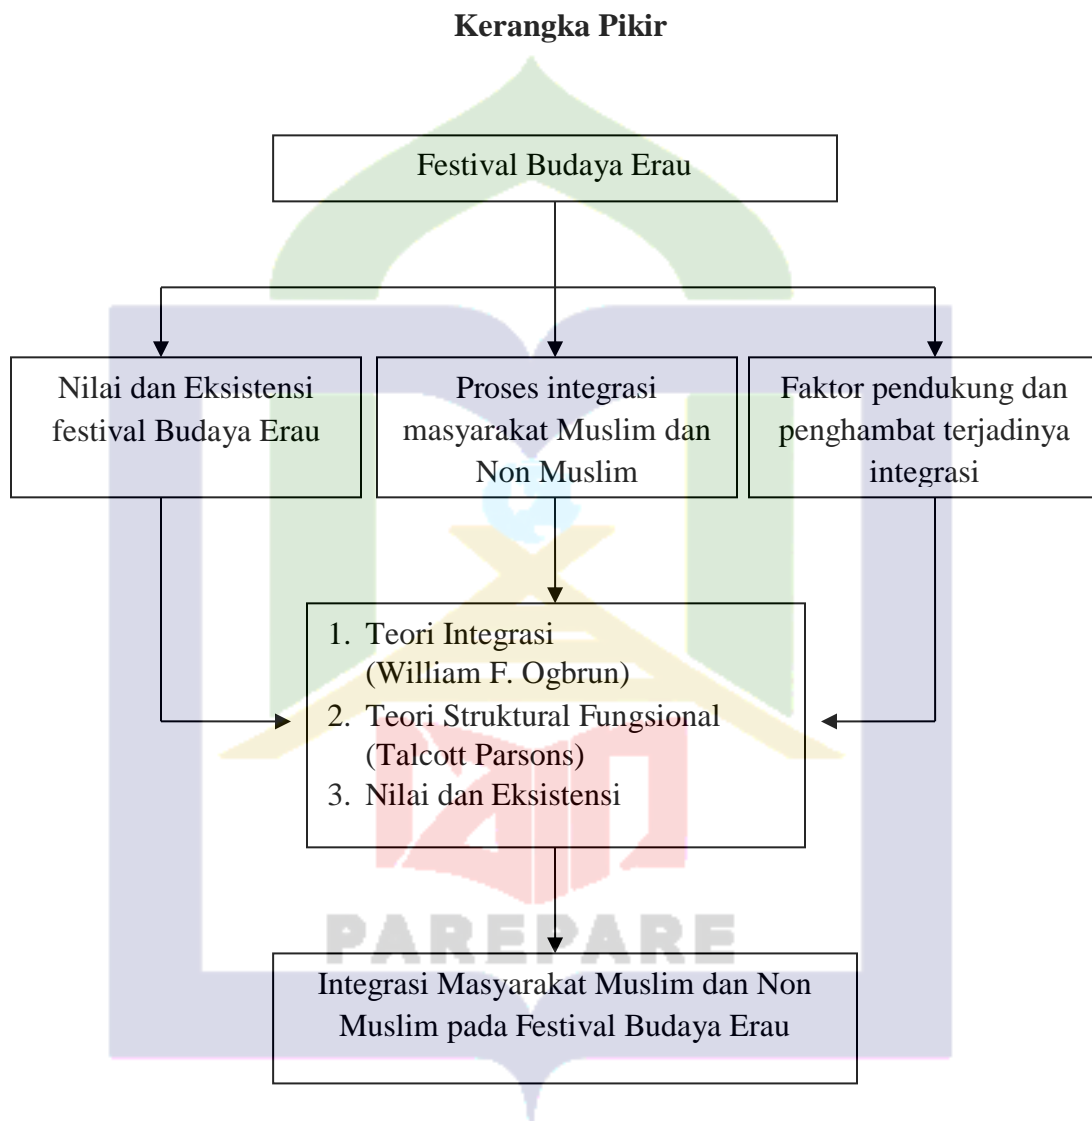 Kerangka Pikir
Festival Budaya Erau
Nilai dan Eksistensi
festival Budaya Erau
Proses integrasi
masyarakat Muslim dan
Non Muslim
Faktor pendukung dan
penghambat terjadinya
integrasi
1. Teori Integrasi
(William F. Ogbrun)
2. Teori Struktural Fungsional
(Talcott Parsons)
3. Nilai dan Eksistensi
iain
PAREPARE
Integrasi Masyarakat Muslim dan Non
Muslim pada Festival Budaya Erau